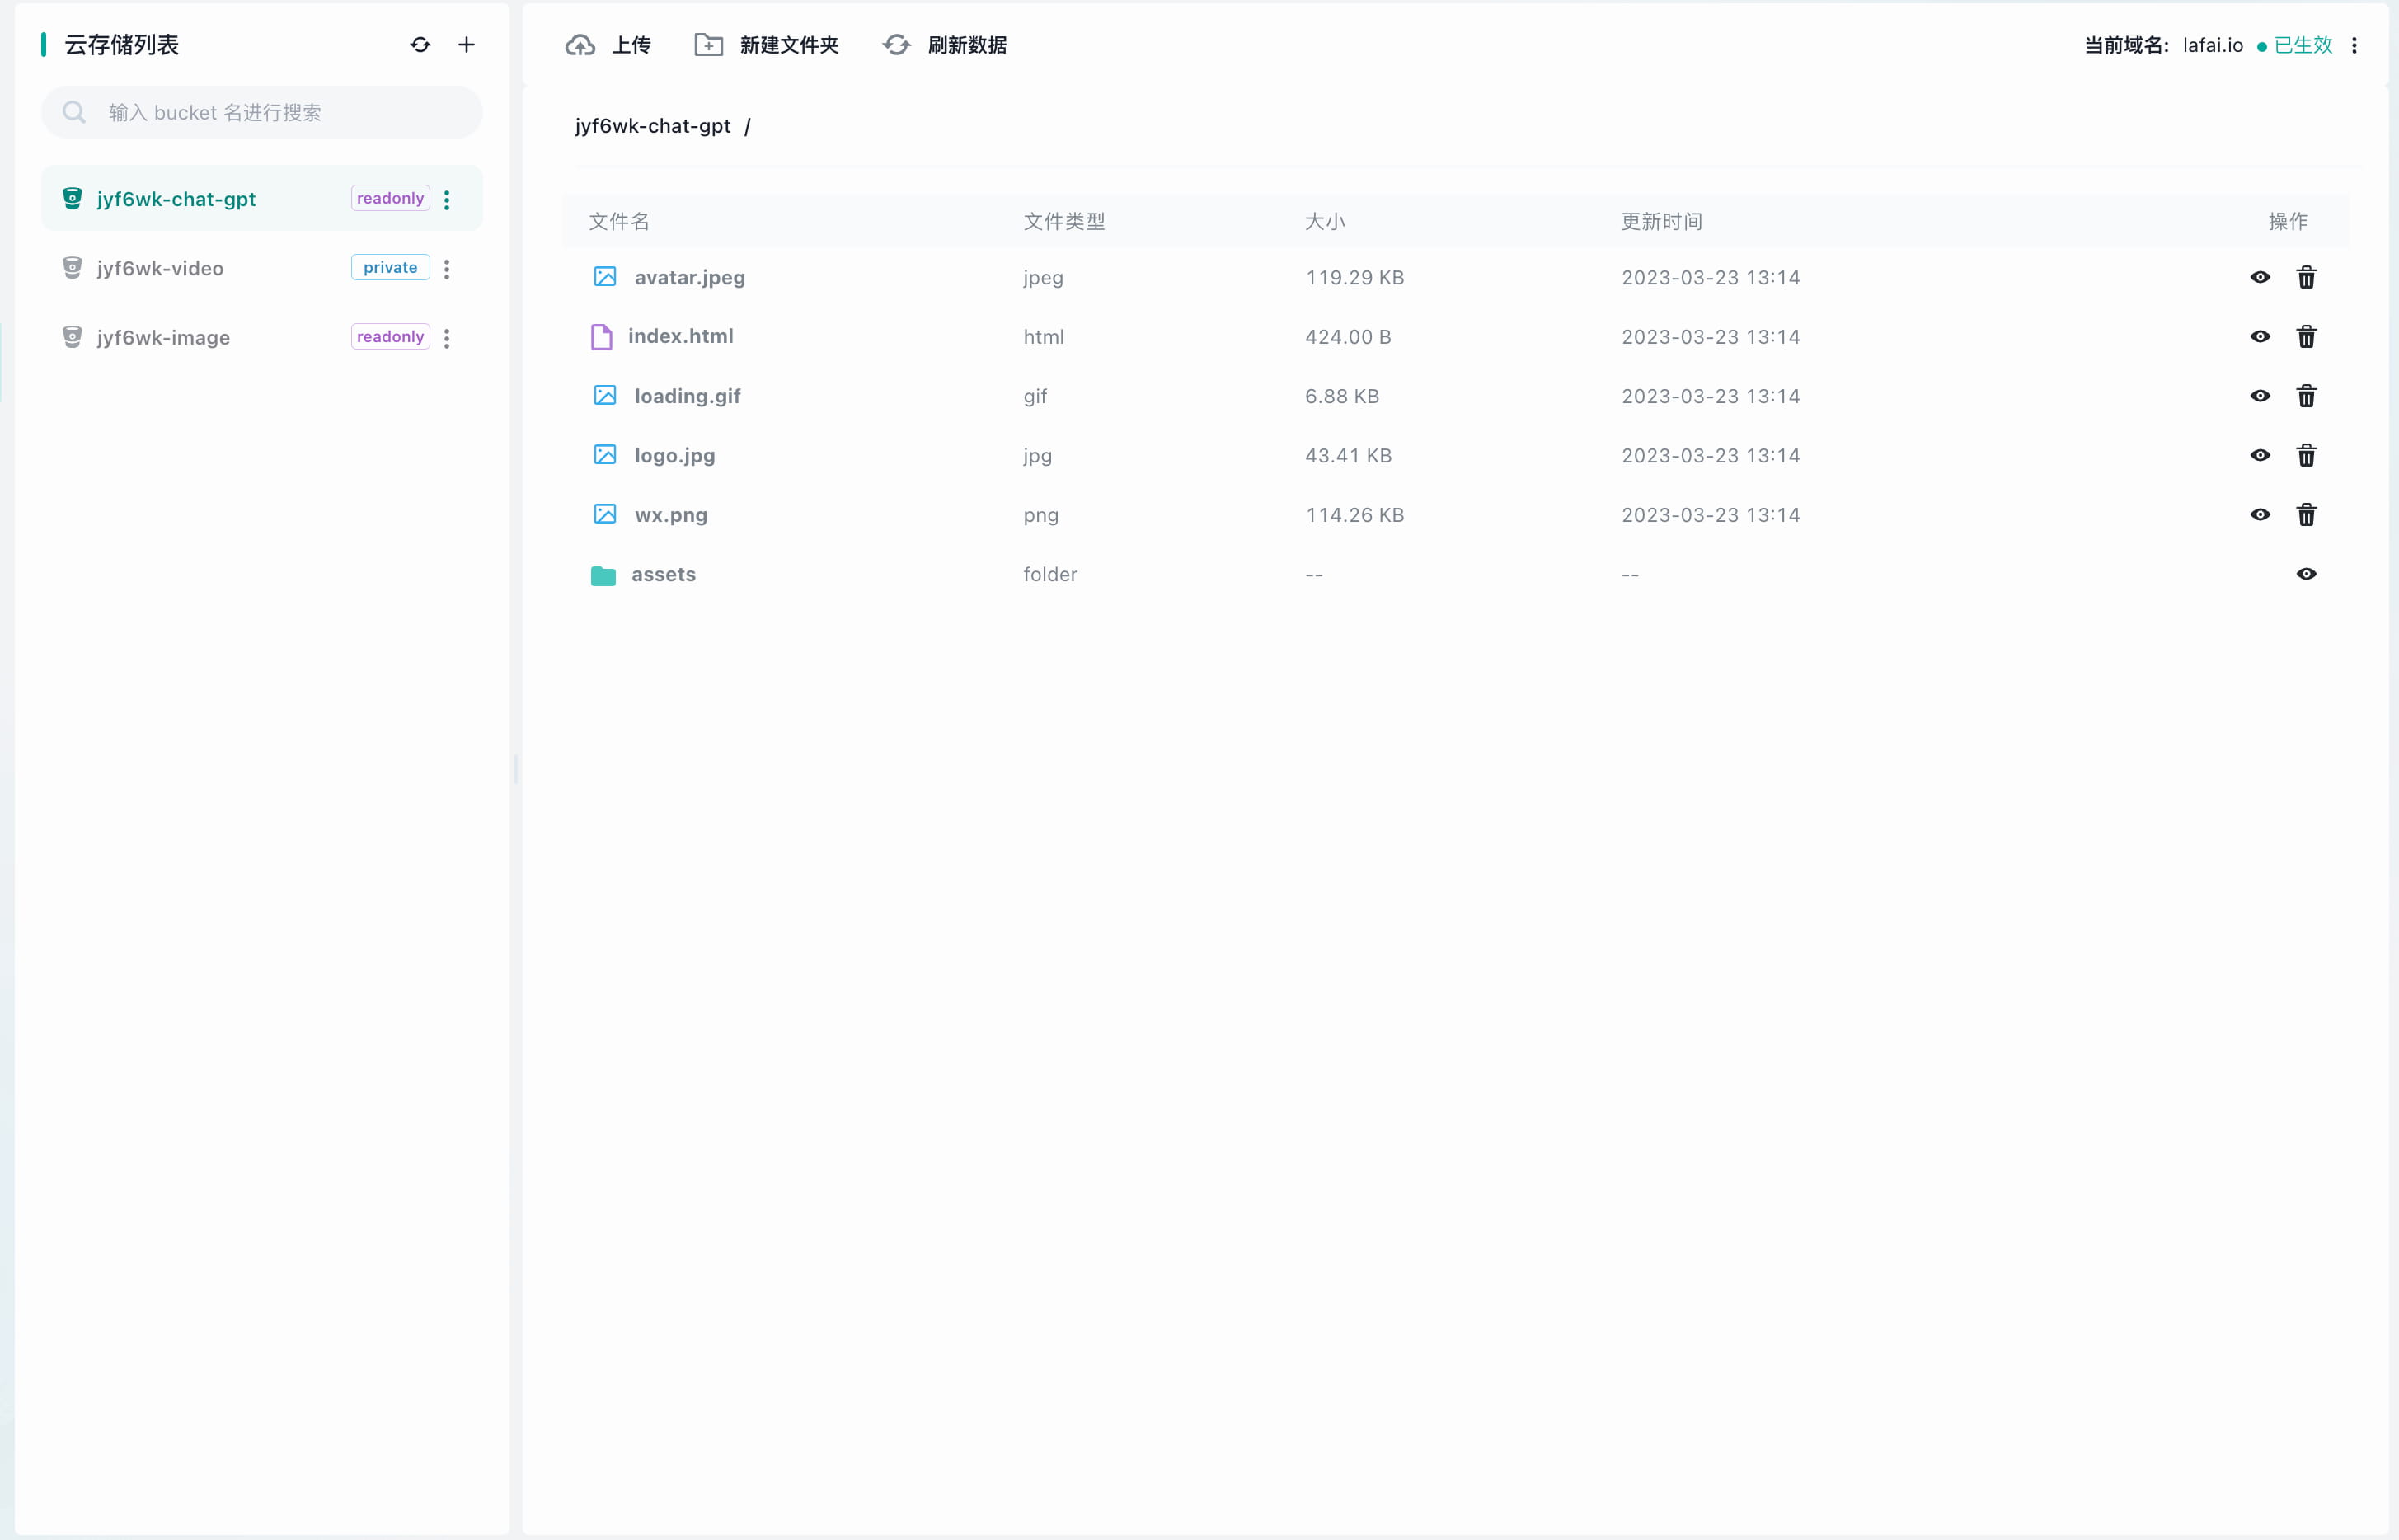 云存储列表
输入 bucket 名进行搜索
jyf6wk-chat-gpt readonly
jyf6wk-video private
jyf6wk-image readonly
上传 新建文件夹 刷新数据 当前域名: lafai.io 已生效
jyf6wk-chat-gpt /
文件名 文件类型 大小 更新时间 操作
avatar.jpeg jpeg 119.29 KB 2023-03-23 13:14
index.html html 424.00 B 2023-03-23 13:14
loading.gif gif 6.88 KB 2023-03-23 13:14
logo.jpg jpg 43.41 KB 2023-03-23 13:14
wx.png png 114.26 KB 2023-03-23 13:14
assets folder -- --